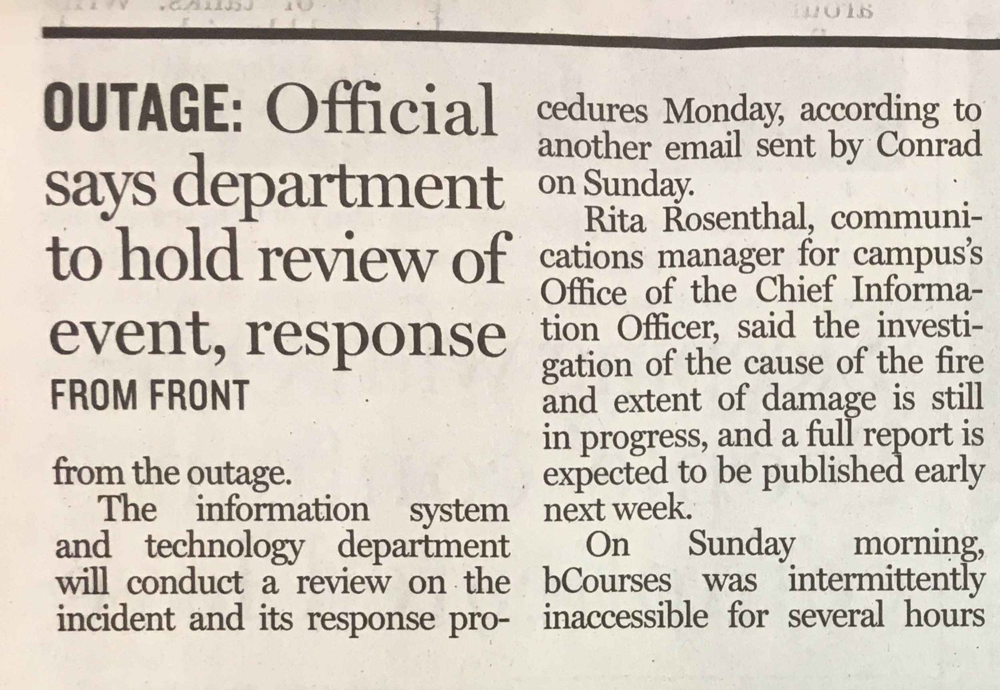 OUTAGE: Official
says department
to hold review of
event, response
FROM FRONT
from the outage.
The information system
and technology department
will conduct a review on the
incident and its response pro-
cedures Monday, according to
another email sent by Conrad
on Sunday.
Rita Rosenthal, communi-
cations manager for campus's
Office of the Chief Informa-
tion Officer, said the investi-
gation of the cause of the fire
and extent of damage is still
in progress, and a full report is
expected to be published early
next week.
On Sunday morning,
bCourses was intermittently
inaccessible for several hours